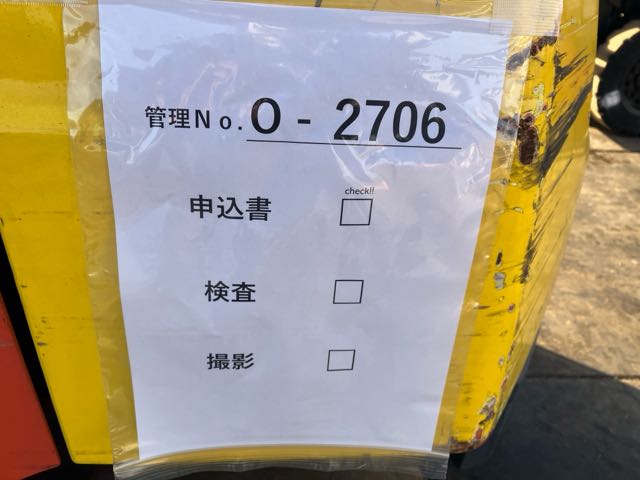 管理No. O - 2706
check!!
申込書 □
検査 □
撮影 □